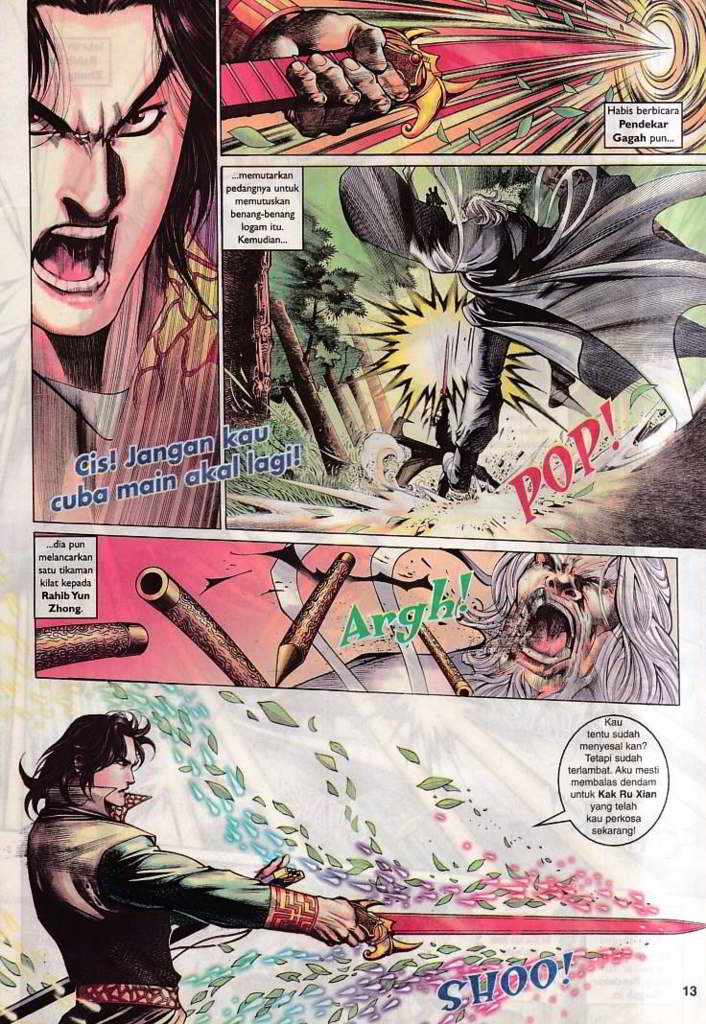 Habis berbicara
Pendekar
Gagah pun...
...memutarkan
pedangnya untuk
memutuskan
benang-benang
logam itu.
Kemudian...
Cis! Jangan kau
cuba main akal lagi!
POP!
...dia pun
melancarkan
satu tikaman
kilat kepada
Rahib Yun
Zhong.
Argh!
Kau
tentu sudah
menyesal kan?
Tetapi sudah
terlambat. Aku mesti
membalas dendam
untuk Kak Ru Xian
yang telah
kau perkosa
sekarang!
SHOO!
13